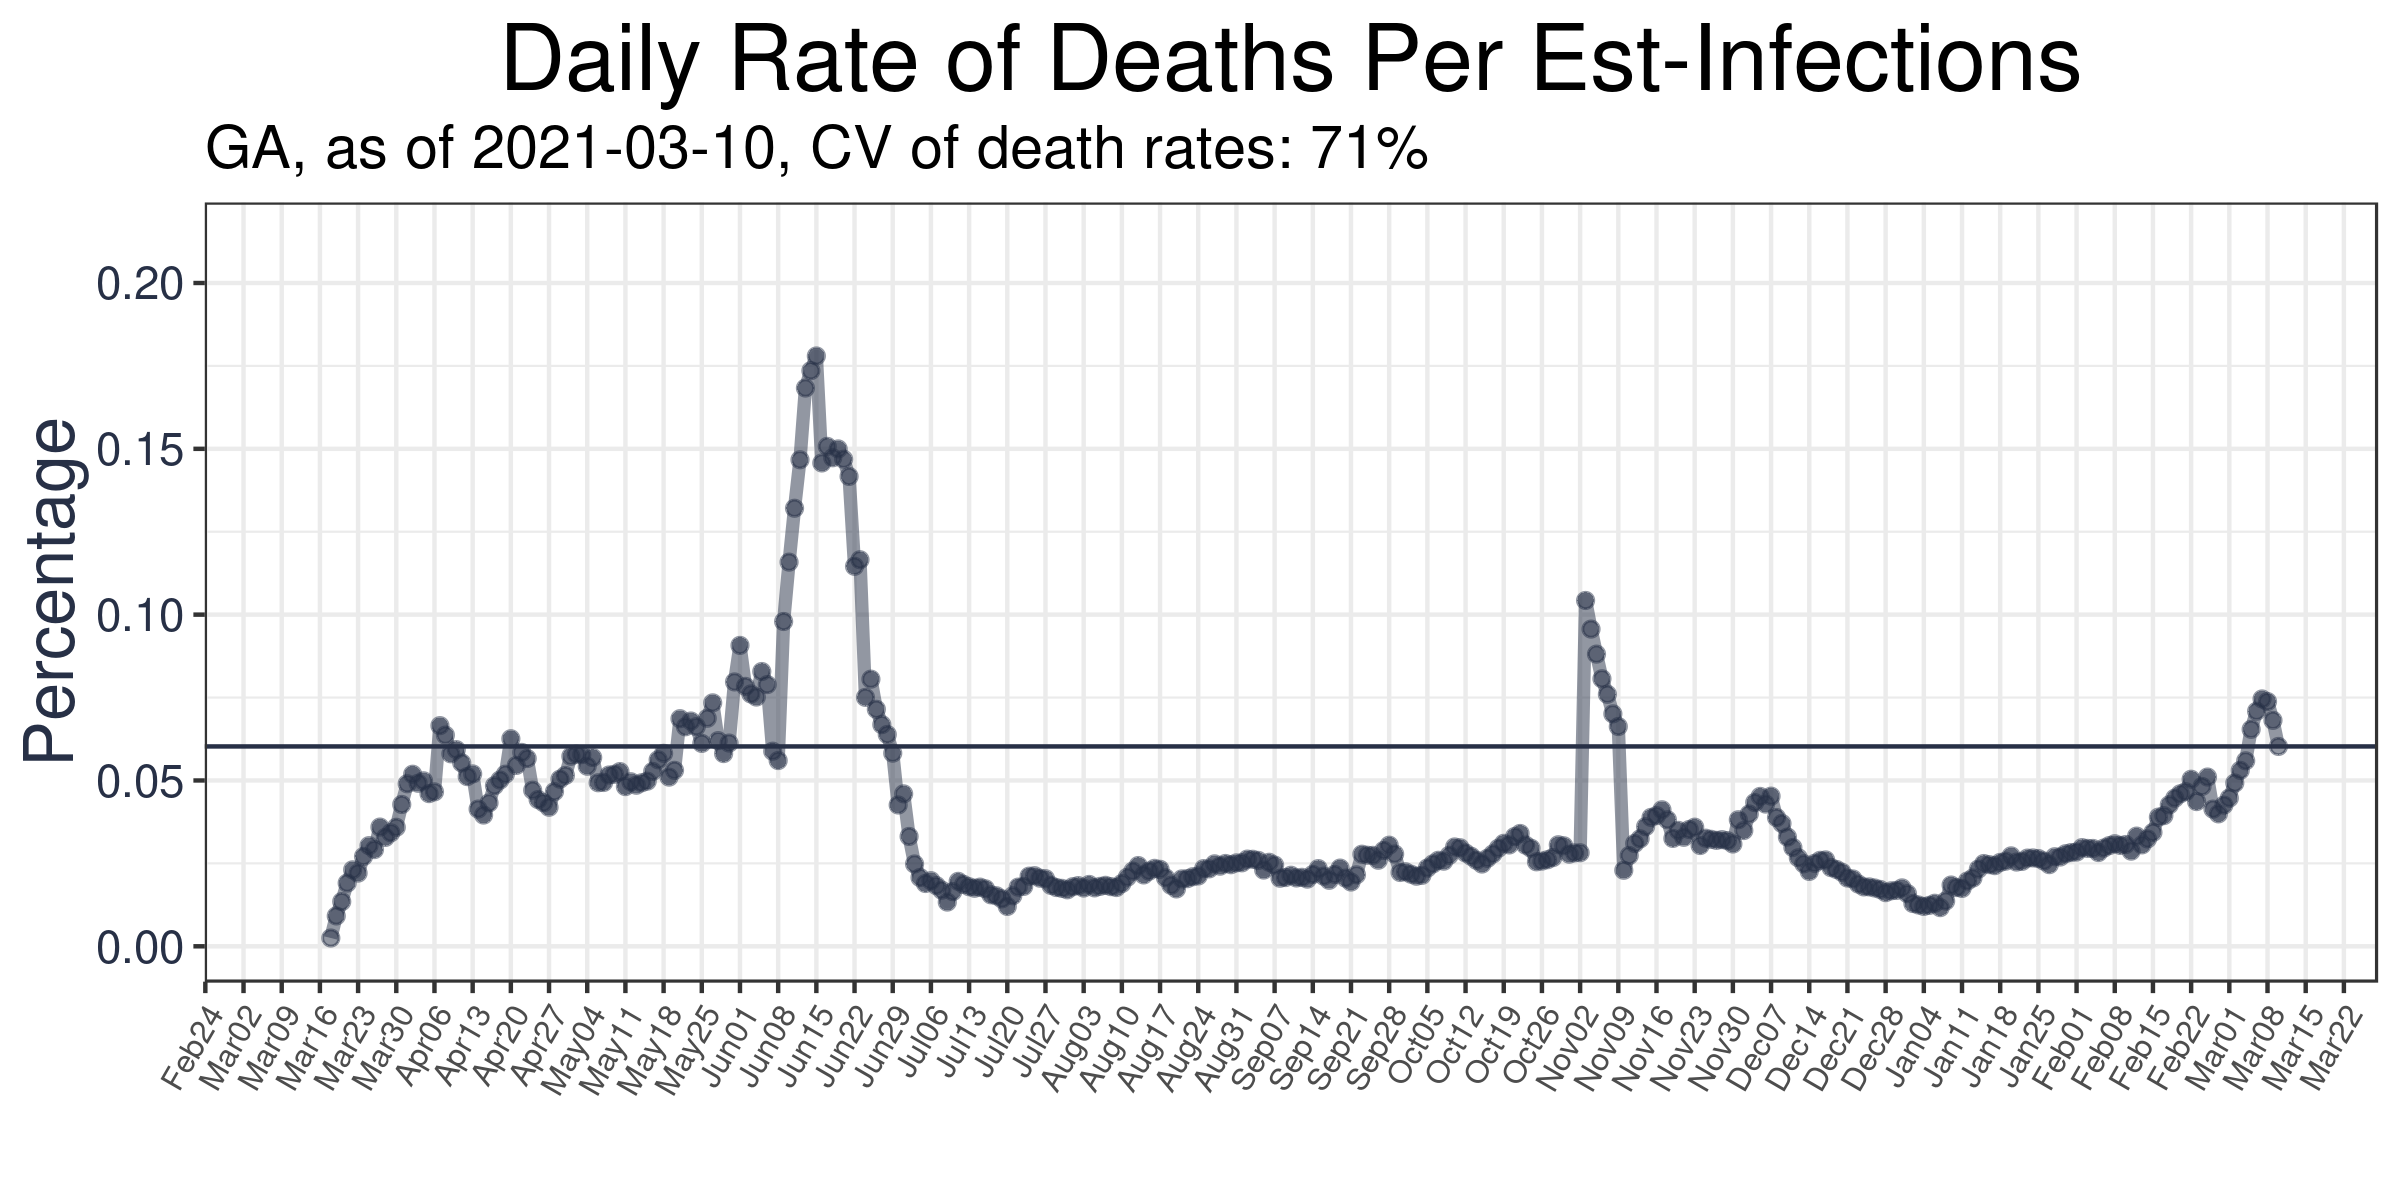 Daily Rate of Deaths Per Est-Infections
GA, as of 2021-03-10, CV of death rates: 71%
Percentage
0.20
0.15
0.10
0.05
0.00
Feb24
Mar02
Mar09
Mar16
Mar23
Mar30
Apr06
Apr13
Apr20
Apr27
May04
May11
May18
May25
Jun01
Jun08
Jun15
Jun22
Jun29
Jul06
Jul13
Jul20
Jul27
Aug03
Aug10
Aug17
Aug24
Aug31
Sep07
Sep14
Sep21
Sep28
Oct05
Oct12
Oct19
Oct26
Nov02
Nov09
Nov16
Nov23
Nov30
Dec07
Dec14
Dec21
Dec28
Jan04
Jan11
Jan18
Jan25
Feb01
Feb08
Feb15
Feb22
Mar01
Mar08
Mar15
Mar22